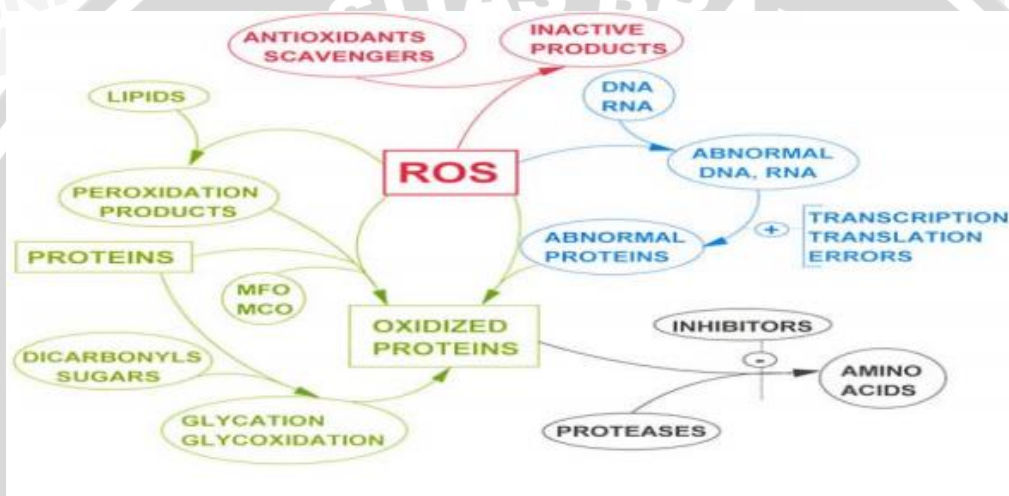 ANTIOXIDANTS
SCAVENGERS
INACTIVE
PRODUCTS
LIPIDS
DNA
RNA
ROS
ABNORMAL
DNA, RNA
PEROXIDATION
PRODUCTS
TRANSCRIPTION
TRANSLATION
ERRORS
+
ABNORMAL
PROTEINS
PROTEINS
MFO
MCO
OXIDIZED
PROTEINS
INHIBITORS
-
DICARBONYLS
SUGARS
AMINO
ACIDS
GLYCATION
GLYCOXIDATION
PROTEASES